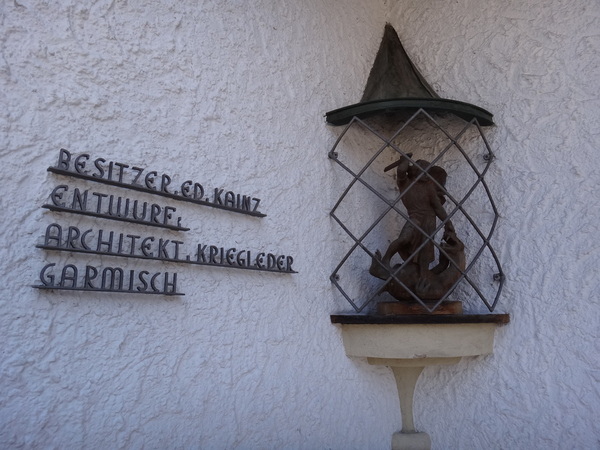 BESITZER.ED.KAINZ
ENTWURF.
ARCHITEKT.KRIEGLEDER
GARMISCH